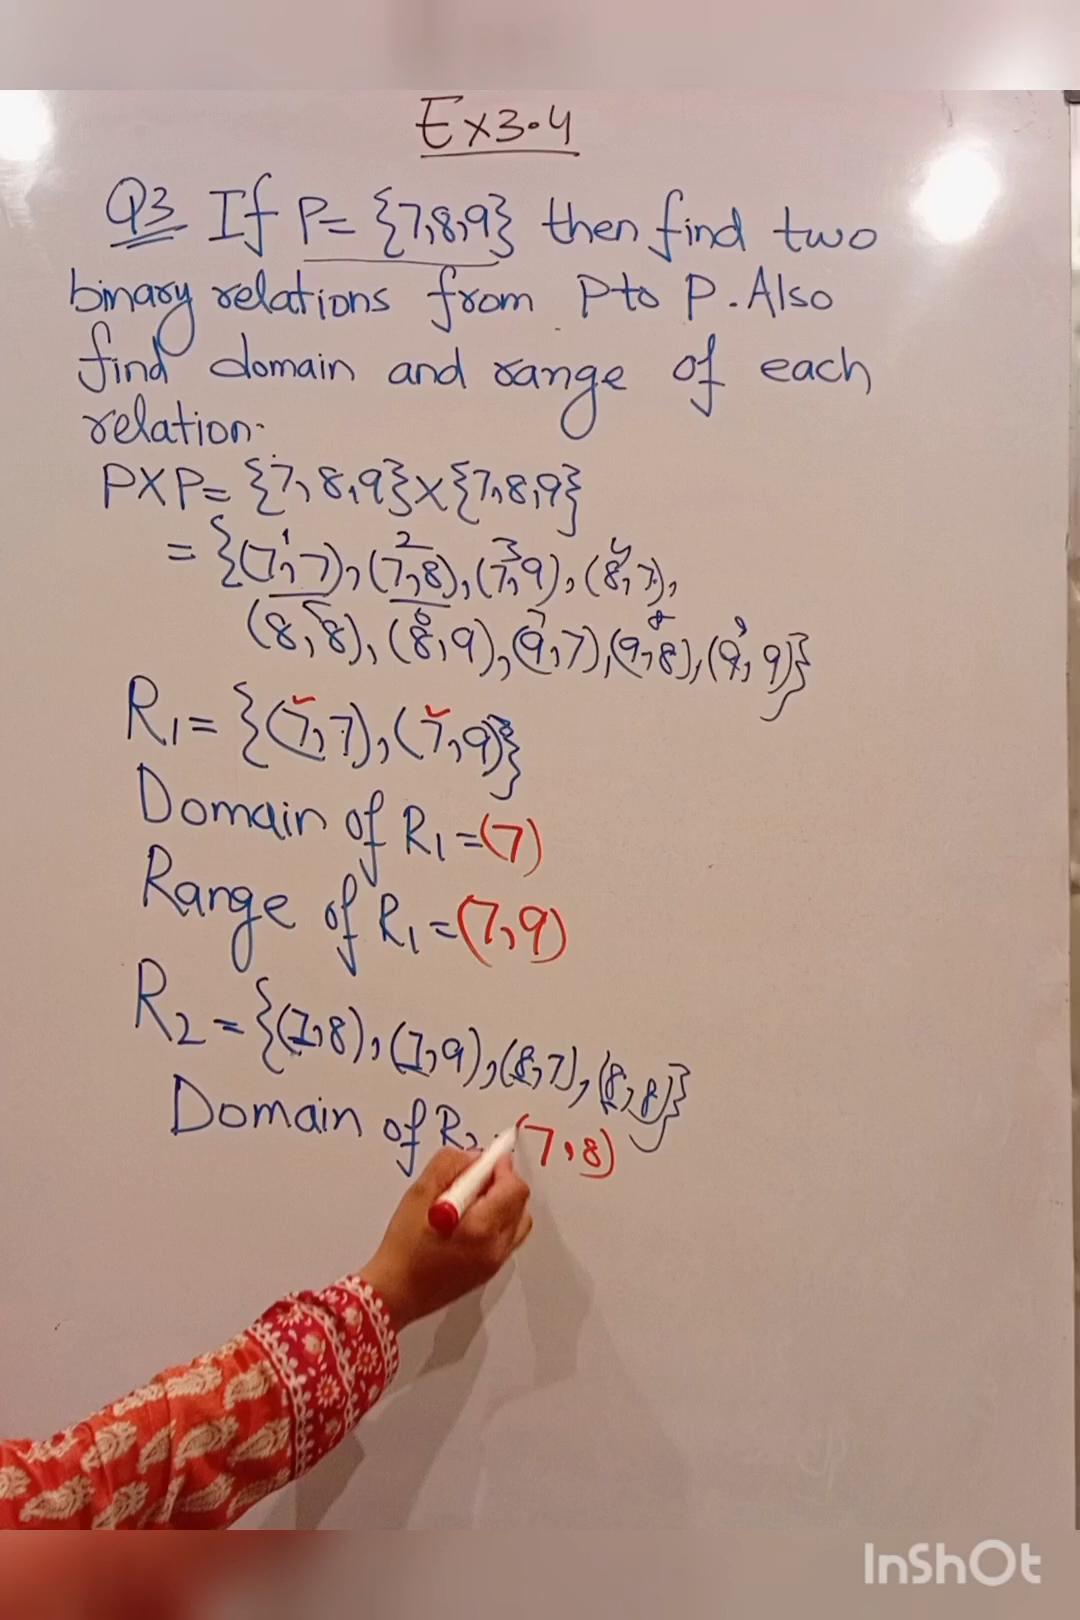 Ex3.4
Q3 If P= {7,8,9} then find two
binary relations from P to P. Also
find domain and range of each
relation.
PXP= {7,8,9}x{7,8,9}
= {(7,7),(7,8),(7,9),(8,7),
(8,8),(8,9),(9,7),(9,8),(9,9)}
R1= {(7,7),(7,9)}
Domain of R1=(7)
Range of R1=(7,9)
R2={(7,8),(7,9),(8,7),(8,8)}
Domain of R2=(7,8)
InShOt